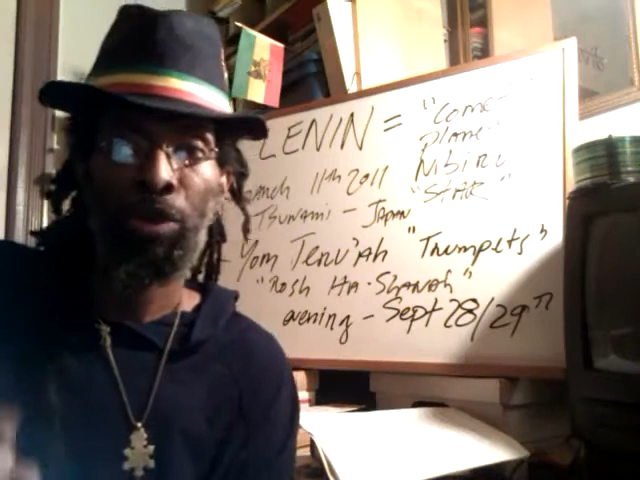 LENIN = "Comet
planet"
Nibiru
"STAR"
March 11th 2011
Tsunami - Japan
- Yom Teru'ah "Trumpets"
"Rosh Ha-Shanah"
evening - Sept 28/29th